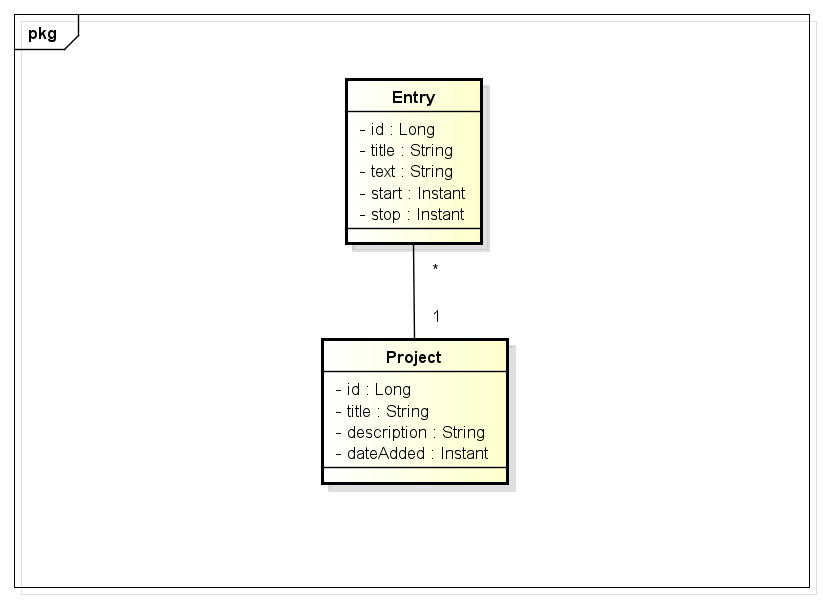 pkg
Entry
- id : Long
- title : String
- text : String
- start : Instant
- stop : Instant
*
1
Project
- id : Long
- title : String
- description : String
- dateAdded : Instant